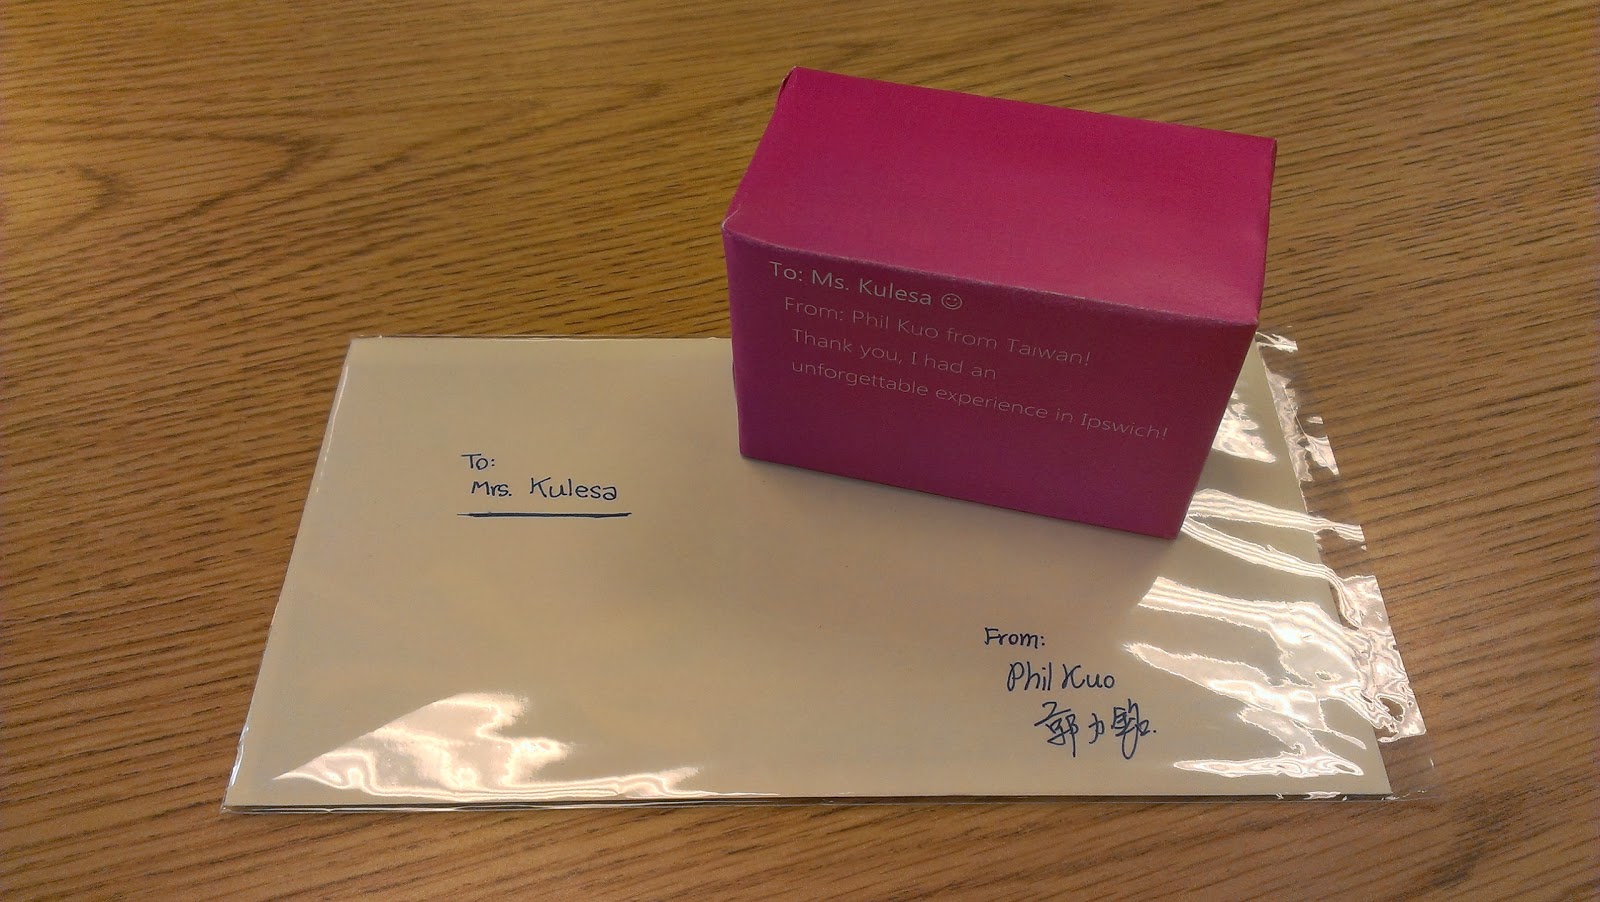 To: Ms. Kulesa ☺
From: Phil Kuo from Taiwan!
Thank you, I had an
unforgettable experience in Ipswich!
To:
Mrs. Kulesa
From:
Phil Kuo
郭力